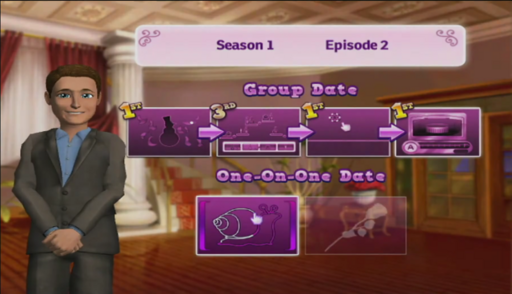 Season 1 Episode 2
Group Date
1ST 3RD 1ST 1ST
A
One-On-One Date